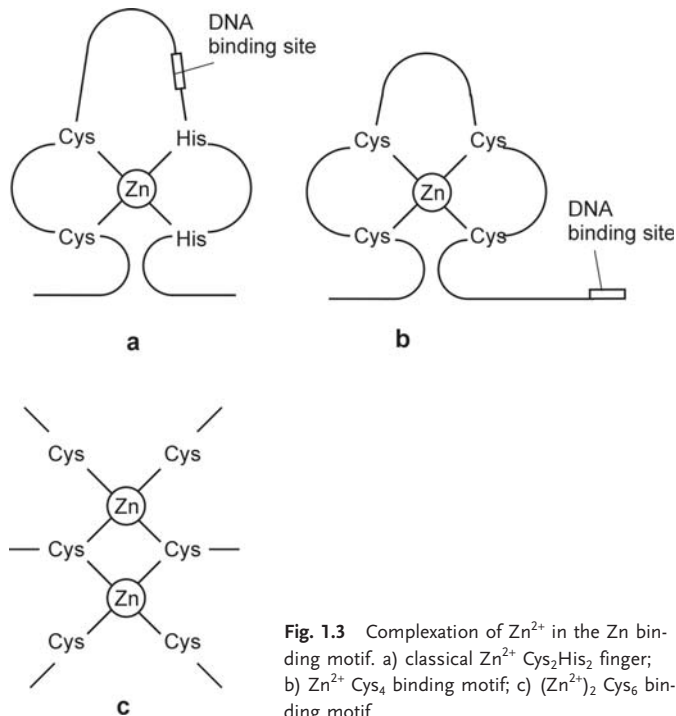 DNA
binding site
Cys
His
Zn
Cys
His
a
Cys
Cys
Zn
Cys
Cys
DNA
binding site
b
Cys
Cys
Zn
Cys
Cys
Zn
Cys
Cys
c
Fig. 1.3 Complexation of Zn²⁺ in the Zn bin-
ding motif. a) classical Zn²⁺ Cys₂His₂ finger;
b) Zn²⁺ Cys₄ binding motif; c) (Zn²⁺)₂ Cys₆ bin-
ding motif